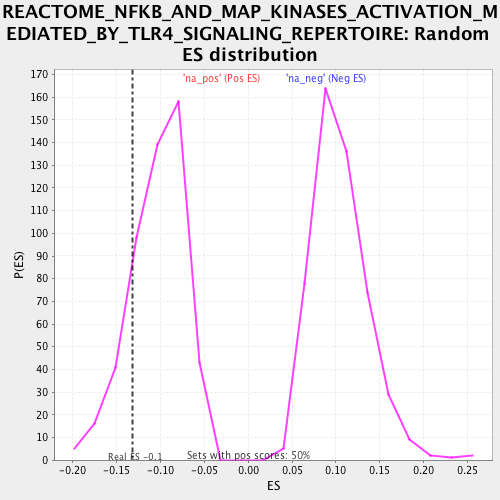 REACTOME_NFKB_AND_MAP_KINASES_ACTIVATION_M
EDIATED_BY_TLR4_SIGNALING_REPERTOIRE: Random
ES distribution
'na_pos' (Pos ES) 'na_neg' (Neg ES)
170
160
150
140
130
120
110
100
90
80
70
60
50
40
30
20
10
0
P(ES)
Real ES -0.1 Sets with pos scores: 50%
-0.20 -0.15 -0.10 -0.05 0.00 0.05 0.10 0.15 0.20 0.25
ES